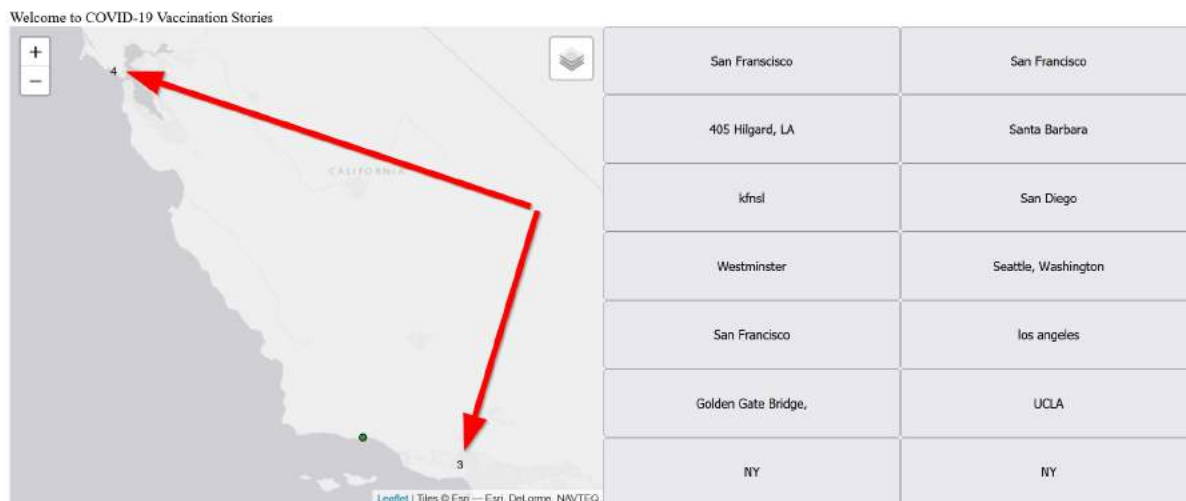 Welcome to COVID-19 Vaccination Stories
+
−
4
CALIFORNIA
3
Leaflet | Tiles © Esri — Esri, DeLorme, NAVTEQ
San Franscisco
San Francisco
405 Hilgard, LA
Santa Barbara
kfnsl
San Diego
Westminster
Seattle, Washington
San Francisco
los angeles
Golden Gate Bridge,
UCLA
NY
NY